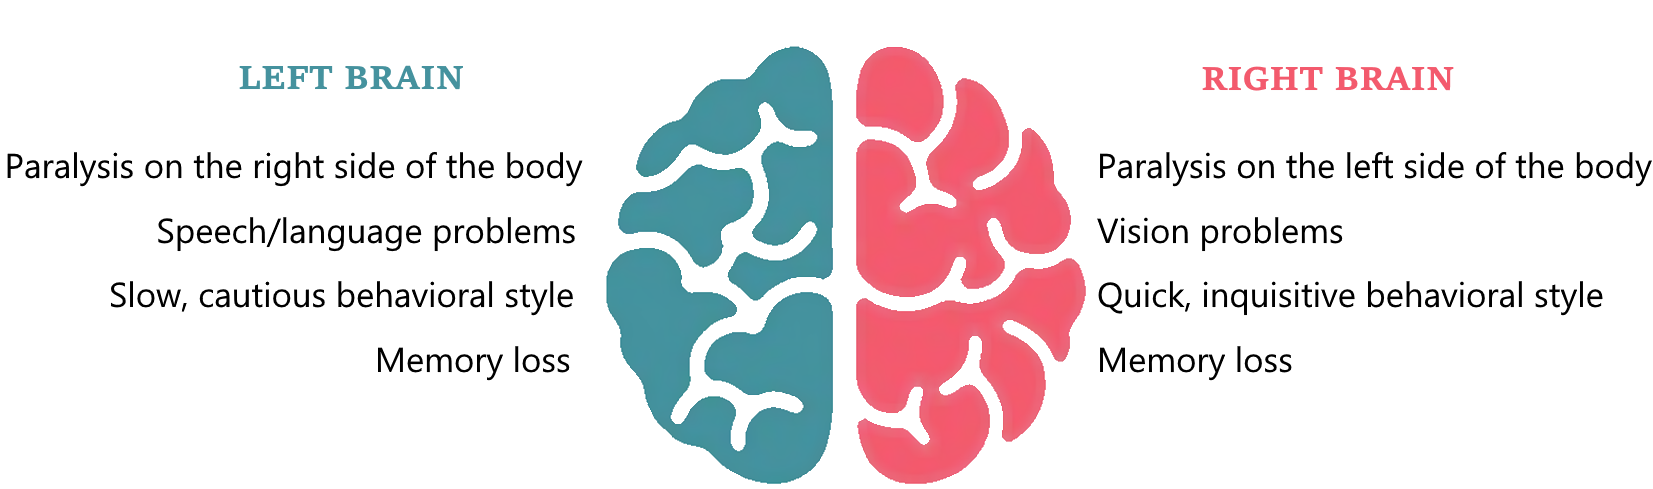 LEFT BRAIN
Paralysis on the right side of the body
Speech/language problems
Slow, cautious behavioral style
Memory loss
RIGHT BRAIN
Paralysis on the left side of the body
Vision problems
Quick, inquisitive behavioral style
Memory loss